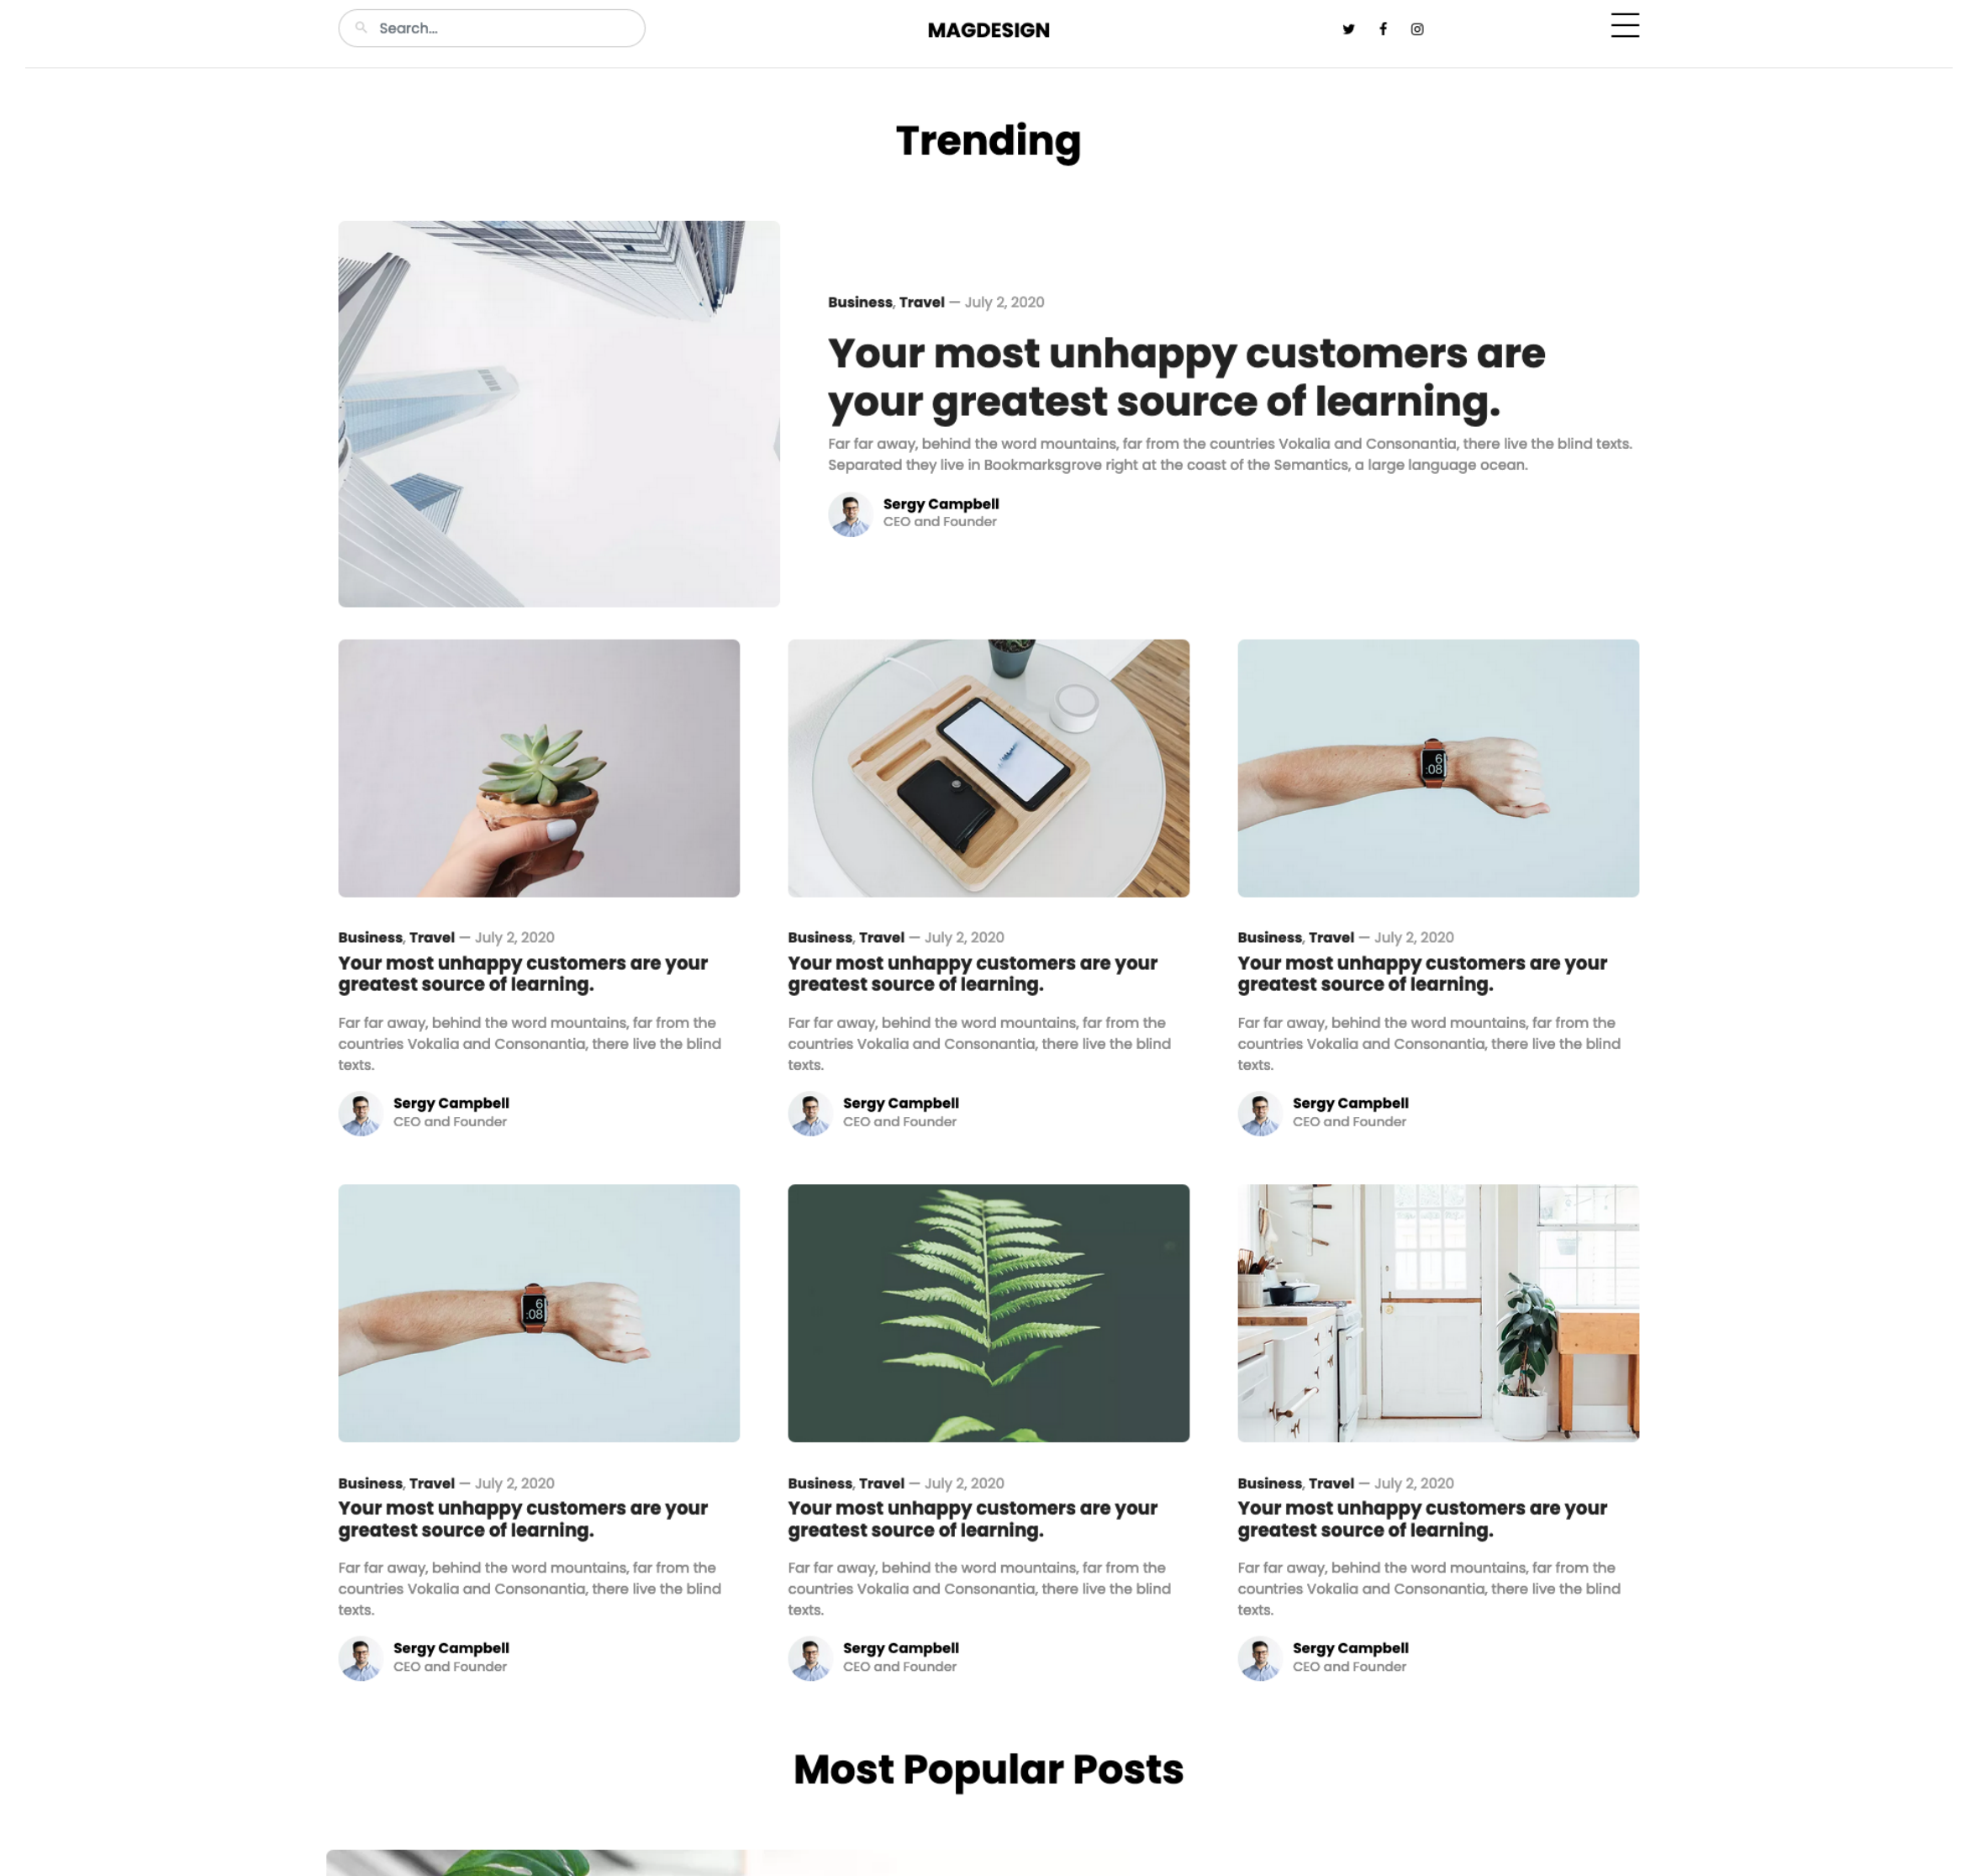 Search...
MAGDESIGN
Trending
Business, Travel — July 2, 2020
Your most unhappy customers are
your greatest source of learning.
Far far away, behind the word mountains, far from the countries Vokalia and Consonantia, there live the blind texts.
Separated they live in Bookmarksgrove right at the coast of the Semantics, a large language ocean.
Sergy Campbell
CEO and Founder
6
:08
Business, Travel — July 2, 2020
Your most unhappy customers are your
greatest source of learning.
Far far away, behind the word mountains, far from the
countries Vokalia and Consonantia, there live the blind
texts.
Sergy Campbell
CEO and Founder
Business, Travel — July 2, 2020
Your most unhappy customers are your
greatest source of learning.
Far far away, behind the word mountains, far from the
countries Vokalia and Consonantia, there live the blind
texts.
Sergy Campbell
CEO and Founder
Business, Travel — July 2, 2020
Your most unhappy customers are your
greatest source of learning.
Far far away, behind the word mountains, far from the
countries Vokalia and Consonantia, there live the blind
texts.
Sergy Campbell
CEO and Founder
6
:08
Business, Travel — July 2, 2020
Your most unhappy customers are your
greatest source of learning.
Far far away, behind the word mountains, far from the
countries Vokalia and Consonantia, there live the blind
texts.
Sergy Campbell
CEO and Founder
Business, Travel — July 2, 2020
Your most unhappy customers are your
greatest source of learning.
Far far away, behind the word mountains, far from the
countries Vokalia and Consonantia, there live the blind
texts.
Sergy Campbell
CEO and Founder
Business, Travel — July 2, 2020
Your most unhappy customers are your
greatest source of learning.
Far far away, behind the word mountains, far from the
countries Vokalia and Consonantia, there live the blind
texts.
Sergy Campbell
CEO and Founder
Most Popular Posts